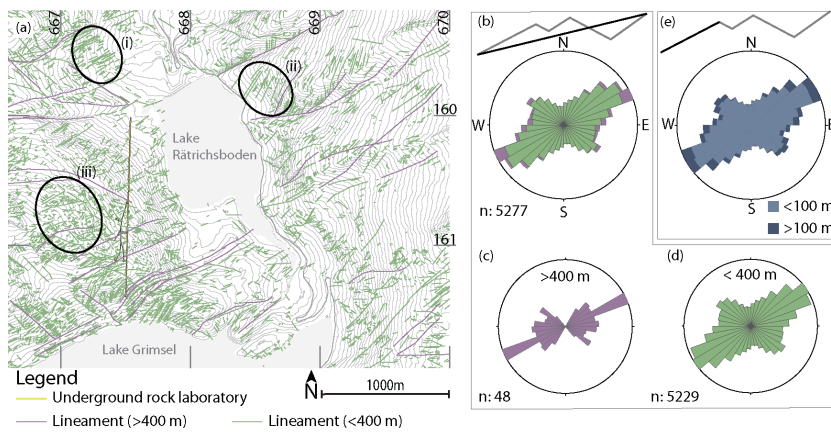 (a)
667
668
669
670
(i)
(ii)
(iii)
160
161
Lake
Rätrichsboden
Lake Grimsel
Legend
Underground rock laboratory
Lineament (>400 m)
Lineament (<400 m)
N
1000m
(b)
N
W
E
S
n: 5277
(e)
N
W
E
S
<100 m
>100 m
(c)
>400 m
n: 48
(d)
< 400 m
n: 5229